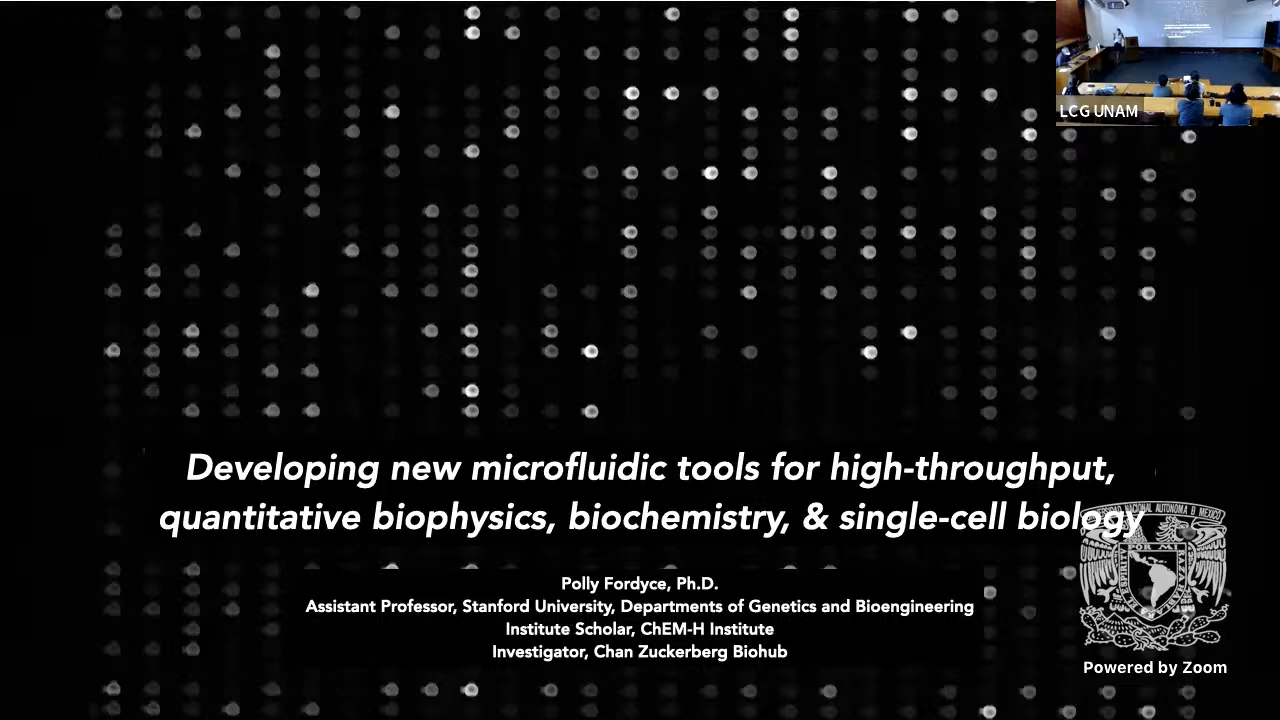 LCG UNAM
Developing new microfluidic tools for high-throughput,
quantitative biophysics, biochemistry, & single-cell biology
Polly Fordyce, Ph.D.
Assistant Professor, Stanford University, Departments of Genetics and Bioengineering
Institute Scholar, ChEM-H Institute
Investigator, Chan Zuckerberg Biohub
POR MI
Powered by Zoom